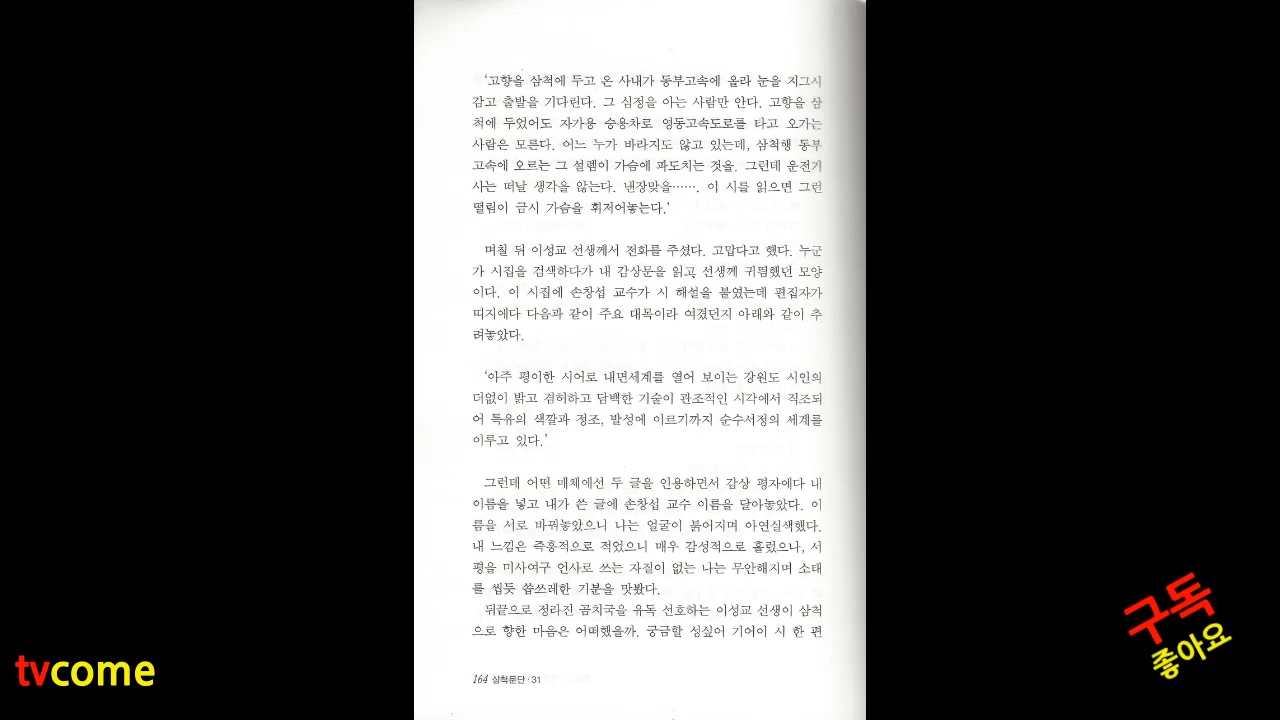 ‘고향을 삼척에 두고 온 사내가 동부고속에 올라 눈을 지그시
감고 출발을 기다린다. 그 심정을 아는 사람만 안다. 고향을 삼
척에 두었어도 자가용 승용차로 영동고속도로를 타고 오가는
사람은 모른다. 어느 누가 바라지도 않고 있는데, 삼척행 동부
고속에 오르는 그 설렘이 가슴에 파도치는 것을. 그런데 운전기
사는 떠날 생각을 않는다. 낸장맞을……. 이 시를 읽으면 그런
떨림이 금시 가슴을 휘저어놓는다.’
며칠 뒤 이성교 선생께서 전화를 주셨다. 고맙다고 했다. 누군
가 시집을 검색하다가 내 감상문을 읽고 선생께 귀띔했던 모양
이다. 이 시집에 손창섭 교수가 시 해설을 붙였는데 편집자가
띠지에다 다음과 같이 주요 대목이라 여겼던지 아래와 같이 추
려놓았다.
‘아주 평이한 시어로 내면세계를 열어 보이는 강원도 시인의
더없이 밝고 겸허하고 담백한 기술이 관조적인 시각에서 직조되
어 특유의 색깔과 정조, 발성에 이르기까지 순수서정의 세계를
이루고 있다.’
그런데 어떤 매체에선 두 글을 인용하면서 감상 평자에다 내
이름을 넣고 내가 쓴 글에 손창섭 교수 이름을 달아놓았다. 이
름을 서로 바꿔놓았으니 나는 얼굴이 붉어지며 아연실색했다.
내 느낌은 즉흥적으로 적었으니 매우 감성적으로 흘렀으나, 서
평을 미사여구 언사로 쓰는 자질이 없는 나는 무안해지며 소태
를 씹듯 씁쓰레한 기분을 맛봤다.
뒤끝으로 정라진 곰치국을 유독 선호하는 이성교 선생이 삼척
으로 향한 마음은 어떠했을까. 궁금할 성싶어 기어이 시 한 편
164 삼척문단·31
tvcome
구독
좋아요